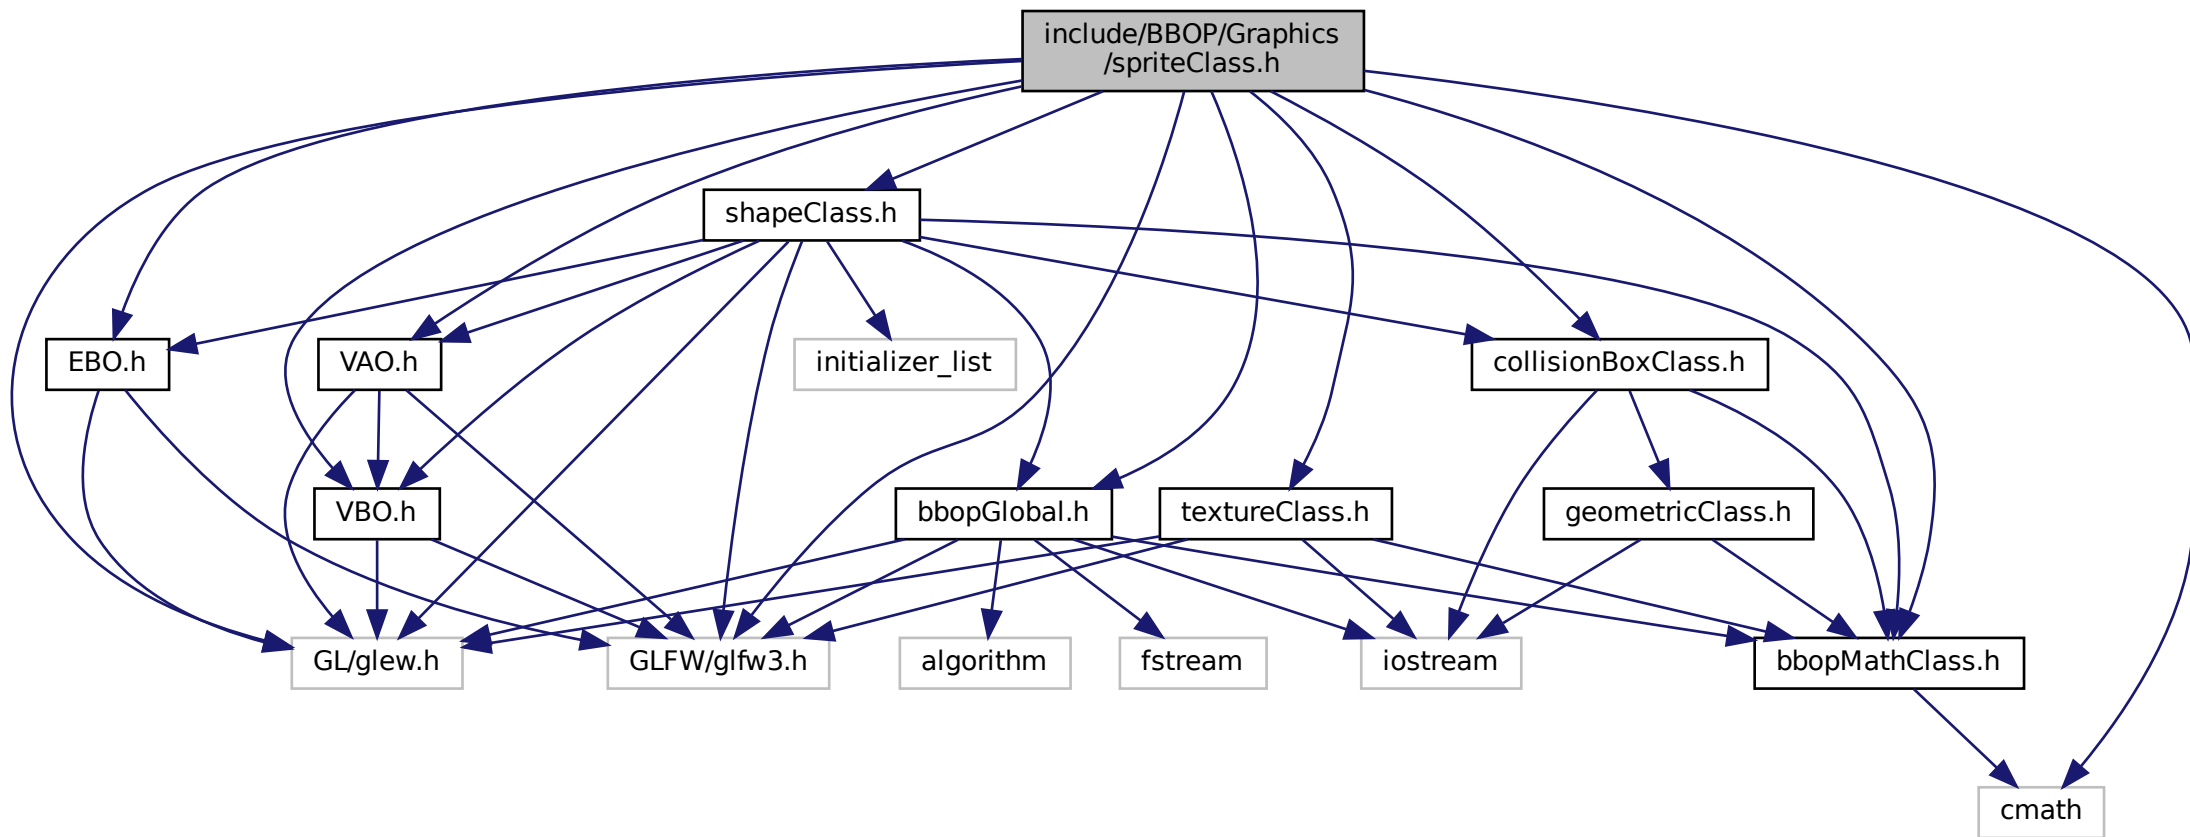 include/BBOP/Graphics
/spriteClass.h
shapeClass.h
EBO.h
VAO.h
initializer_list
collisionBoxClass.h
VBO.h
bbopGlobal.h
textureClass.h
geometricClass.h
GL/glew.h
GLFW/glfw3.h
algorithm
fstream
iostream
bbopMathClass.h
cmath